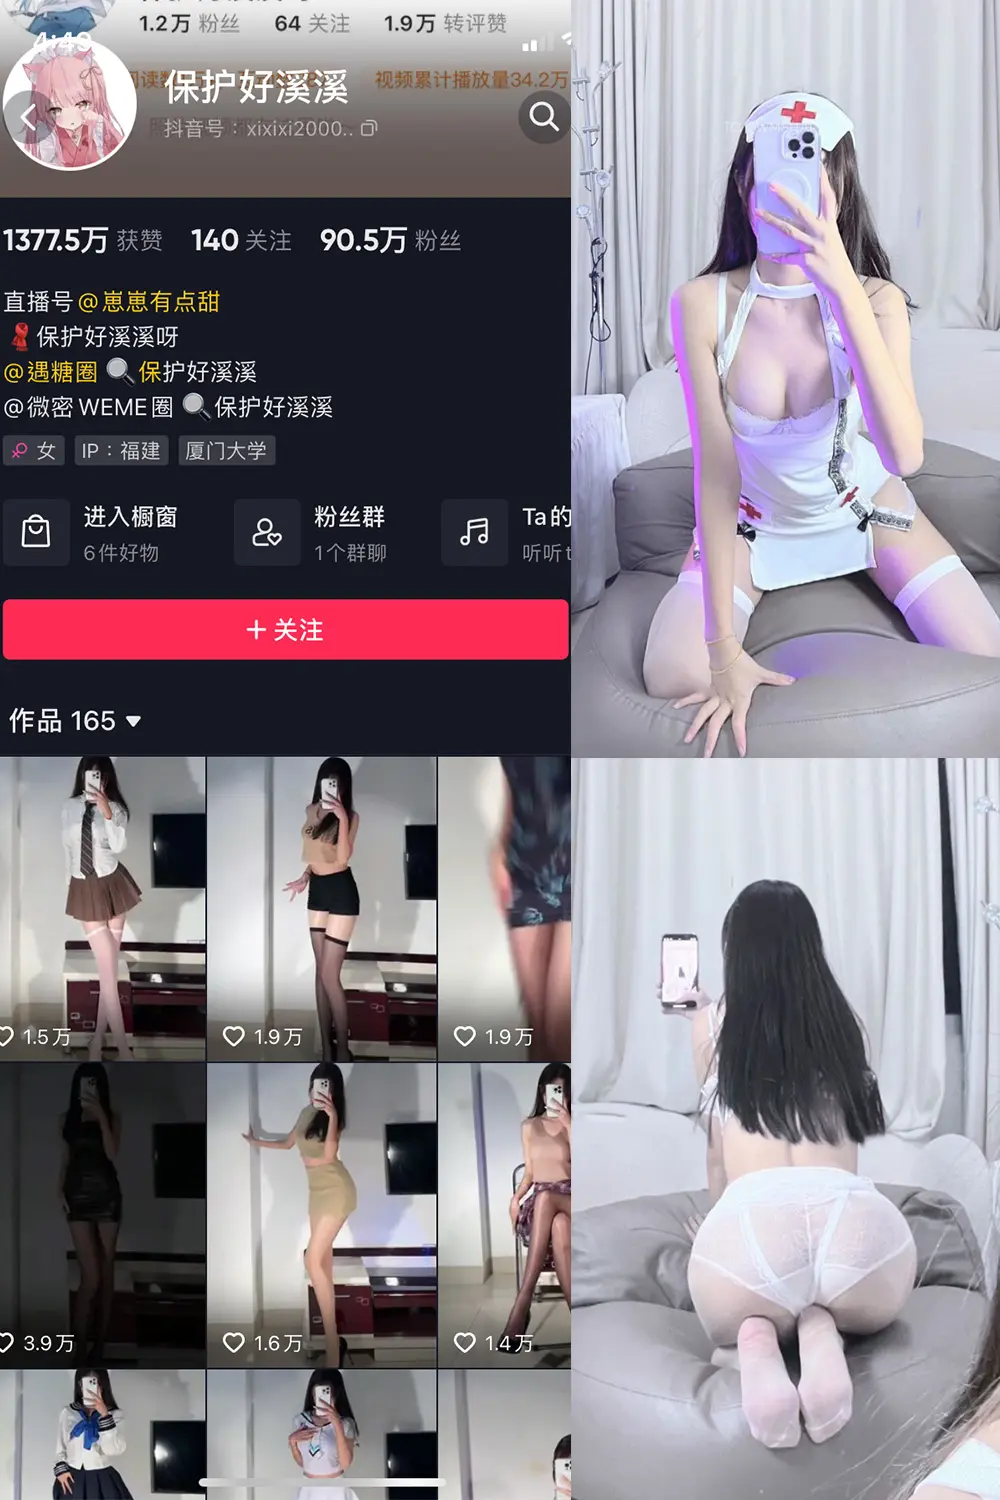 1.2万 粉丝 64 关注 1.9万 转评赞
4:49
视频累计播放量34.2万
保护好溪溪
抖音号：xixixi2000..
1377.5万 获赞 140 关注 90.5万 粉丝
直播号 @崽崽有点甜
保护好溪溪呀
@遇糖圈 保护好溪溪
@微密 WEME 圈 保护好溪溪
女 IP：福建 厦门大学
进入橱窗 粉丝群 Ta的
6件好物 1个群聊 听听t
+ 关注
作品 165
1.5万 1.9万 1.9万
3.9万 1.6万 1.4万